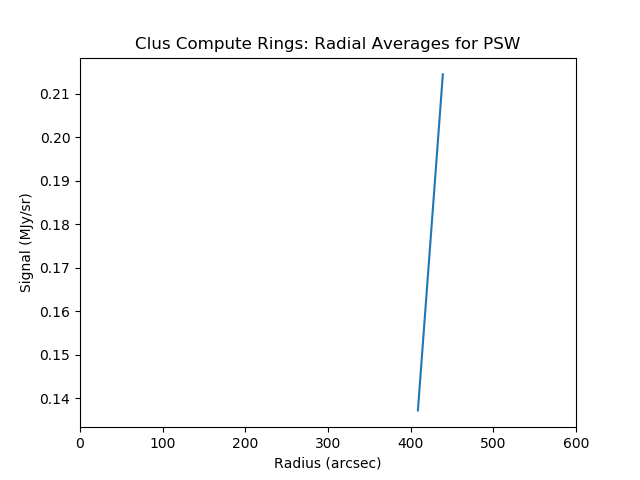 Clus Compute Rings: Radial Averages for PSW
0.21
0.20
0.19
0.18
0.17
0.16
0.15
0.14
Signal (MJy/sr)
0 100 200 300 400 500 600
Radius (arcsec)